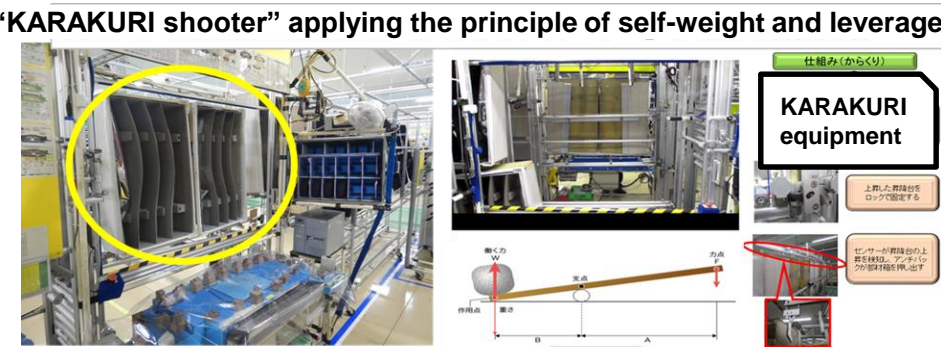 “KARAKURI shooter” applying the principle of self-weight and leverage
仕組み(からくり)
KARAKURI
equipment
上昇した昇降台を
ロックで固定する
センサーが昇降台の上
昇を検知し、アンチバッ
クが部材箱を押し出す
働く力
W
力点
F
支点
作用点
重さ
B
A